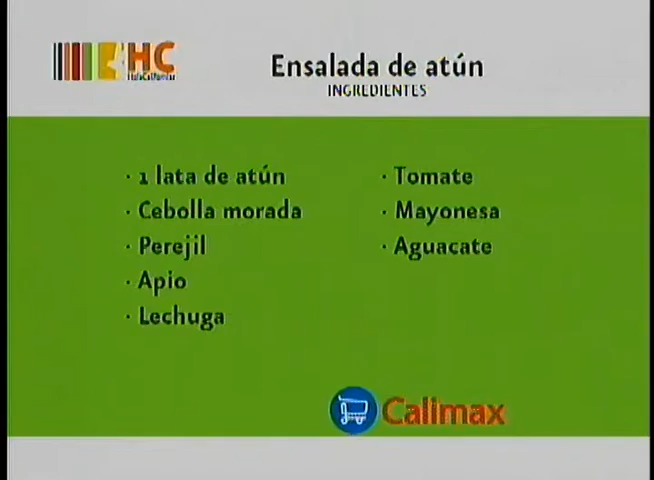 HC
Ensalada de atún
INGREDIENTES
· 1 lata de atún
· Cebolla morada
· Perejil
· Apio
· Lechuga
· Tomate
· Mayonesa
· Aguacate
Calimax